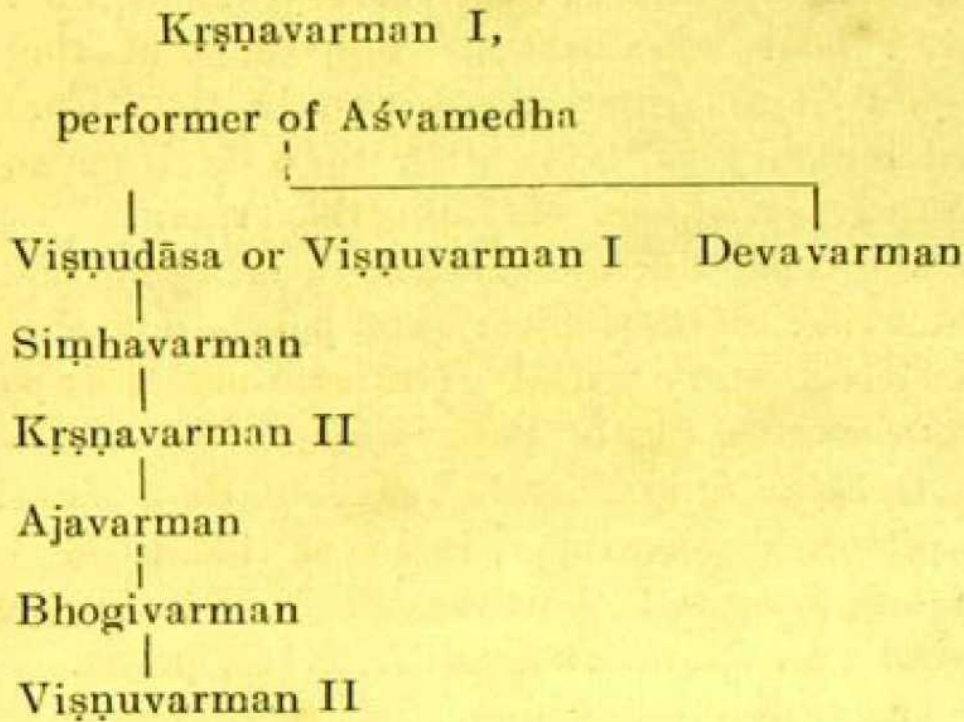 Kṛṣṇavarman I,
performer of Aśvamedha
Viṣṇudāsa or Viṣṇuvarman I Devavarman
Siṃhavarman
Kṛṣṇavarman II
Ajavarman
Bhogivarman
Viṣṇuvarman II